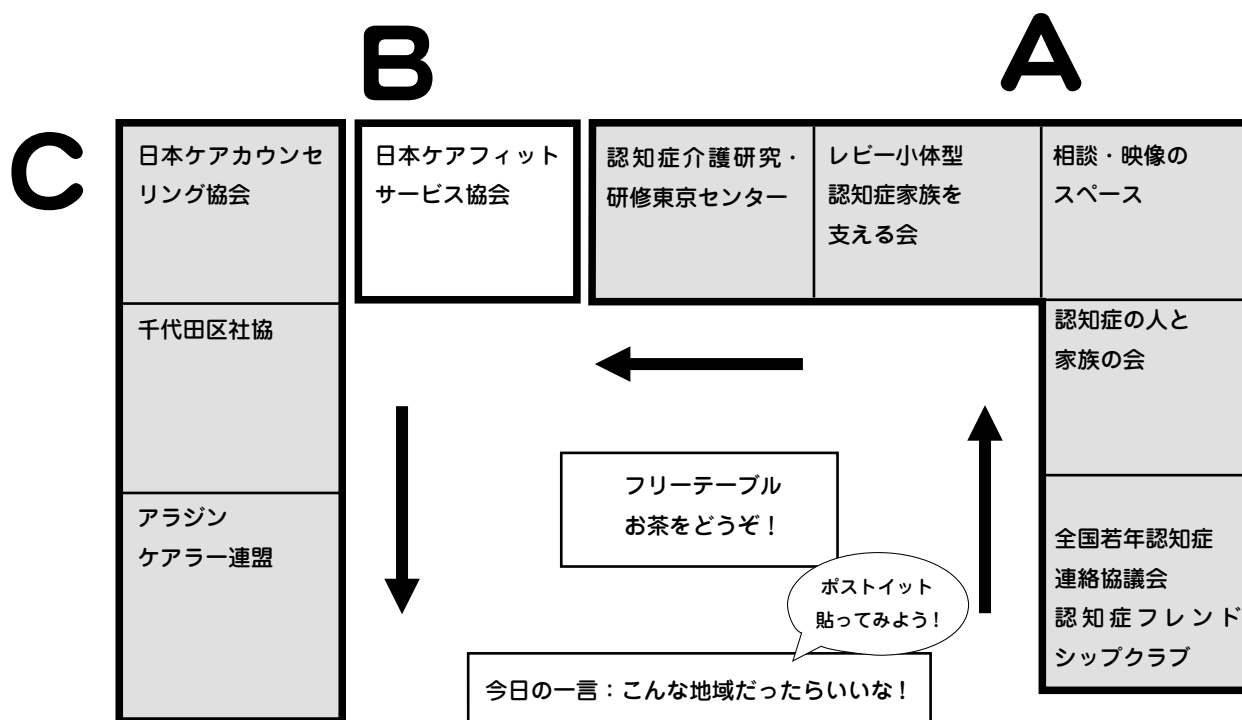 B
A
C
日本ケアカウンセ
リング協会
日本ケアフィット
サービス協会
認知症介護研究・
研修東京センター
レビー小体型
認知症家族を
支える会
相談・映像の
スペース
千代田区社協
認知症の人と
家族の会
アラジン
ケアラー連盟
フリーテーブル
お茶をどうぞ！
全国若年認知症
連絡協議会
認知症フレンド
シップクラブ
ポストイット
貼ってみよう！
今日の一言：こんな地域だったらいいな！